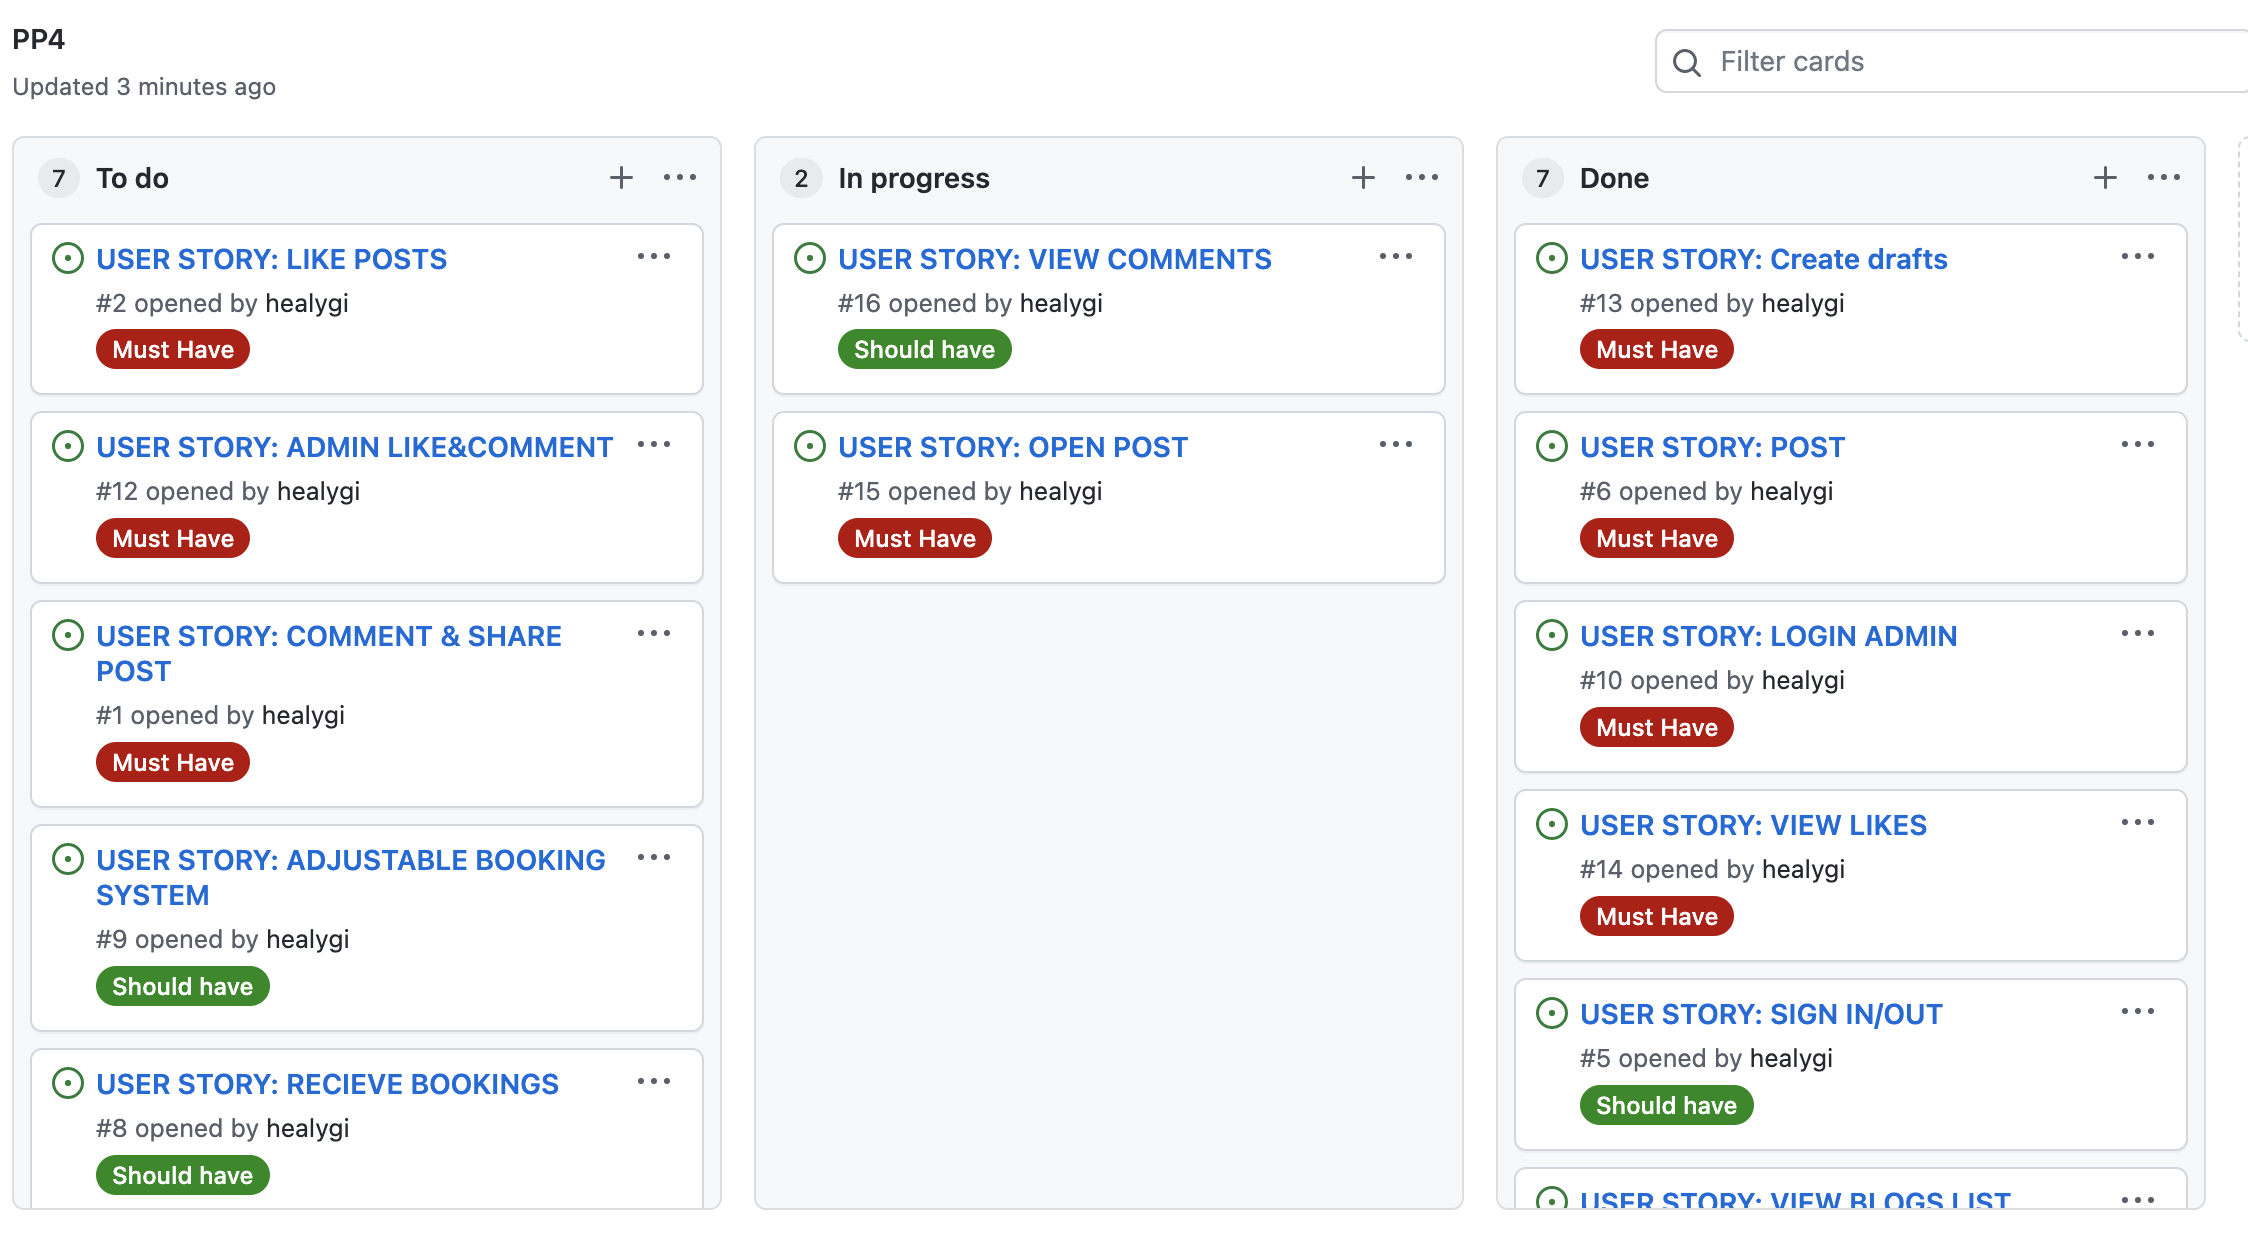 PP4
Updated 3 minutes ago
Filter cards
7 To do
USER STORY: LIKE POSTS
#2 opened by healygi
Must Have
USER STORY: ADMIN LIKE&COMMENT
#12 opened by healygi
Must Have
USER STORY: COMMENT & SHARE
POST
#1 opened by healygi
Must Have
USER STORY: ADJUSTABLE BOOKING
SYSTEM
#9 opened by healygi
Should have
USER STORY: RECIEVE BOOKINGS
#8 opened by healygi
Should have
2 In progress
USER STORY: VIEW COMMENTS
#16 opened by healygi
Should have
USER STORY: OPEN POST
#15 opened by healygi
Must Have
7 Done
USER STORY: Create drafts
#13 opened by healygi
Must Have
USER STORY: POST
#6 opened by healygi
Must Have
USER STORY: LOGIN ADMIN
#10 opened by healygi
Must Have
USER STORY: VIEW LIKES
#14 opened by healygi
Must Have
USER STORY: SIGN IN/OUT
#5 opened by healygi
Should have
USER STORY: VIEW BLOGS LIST